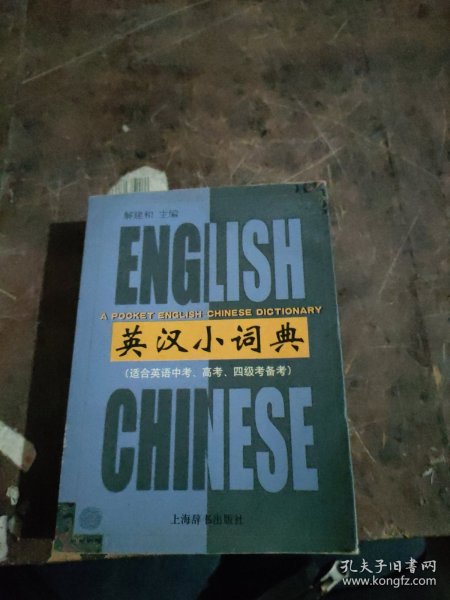 解建和 主编
ENGLISH
A POCKET ENGLISH-CHINESE DICTIONARY
英汉小词典
(适合英语中考、高考、四级考备考)
CHINESE
上海辞书出版社
孔夫子旧书网
www.kongfz.com